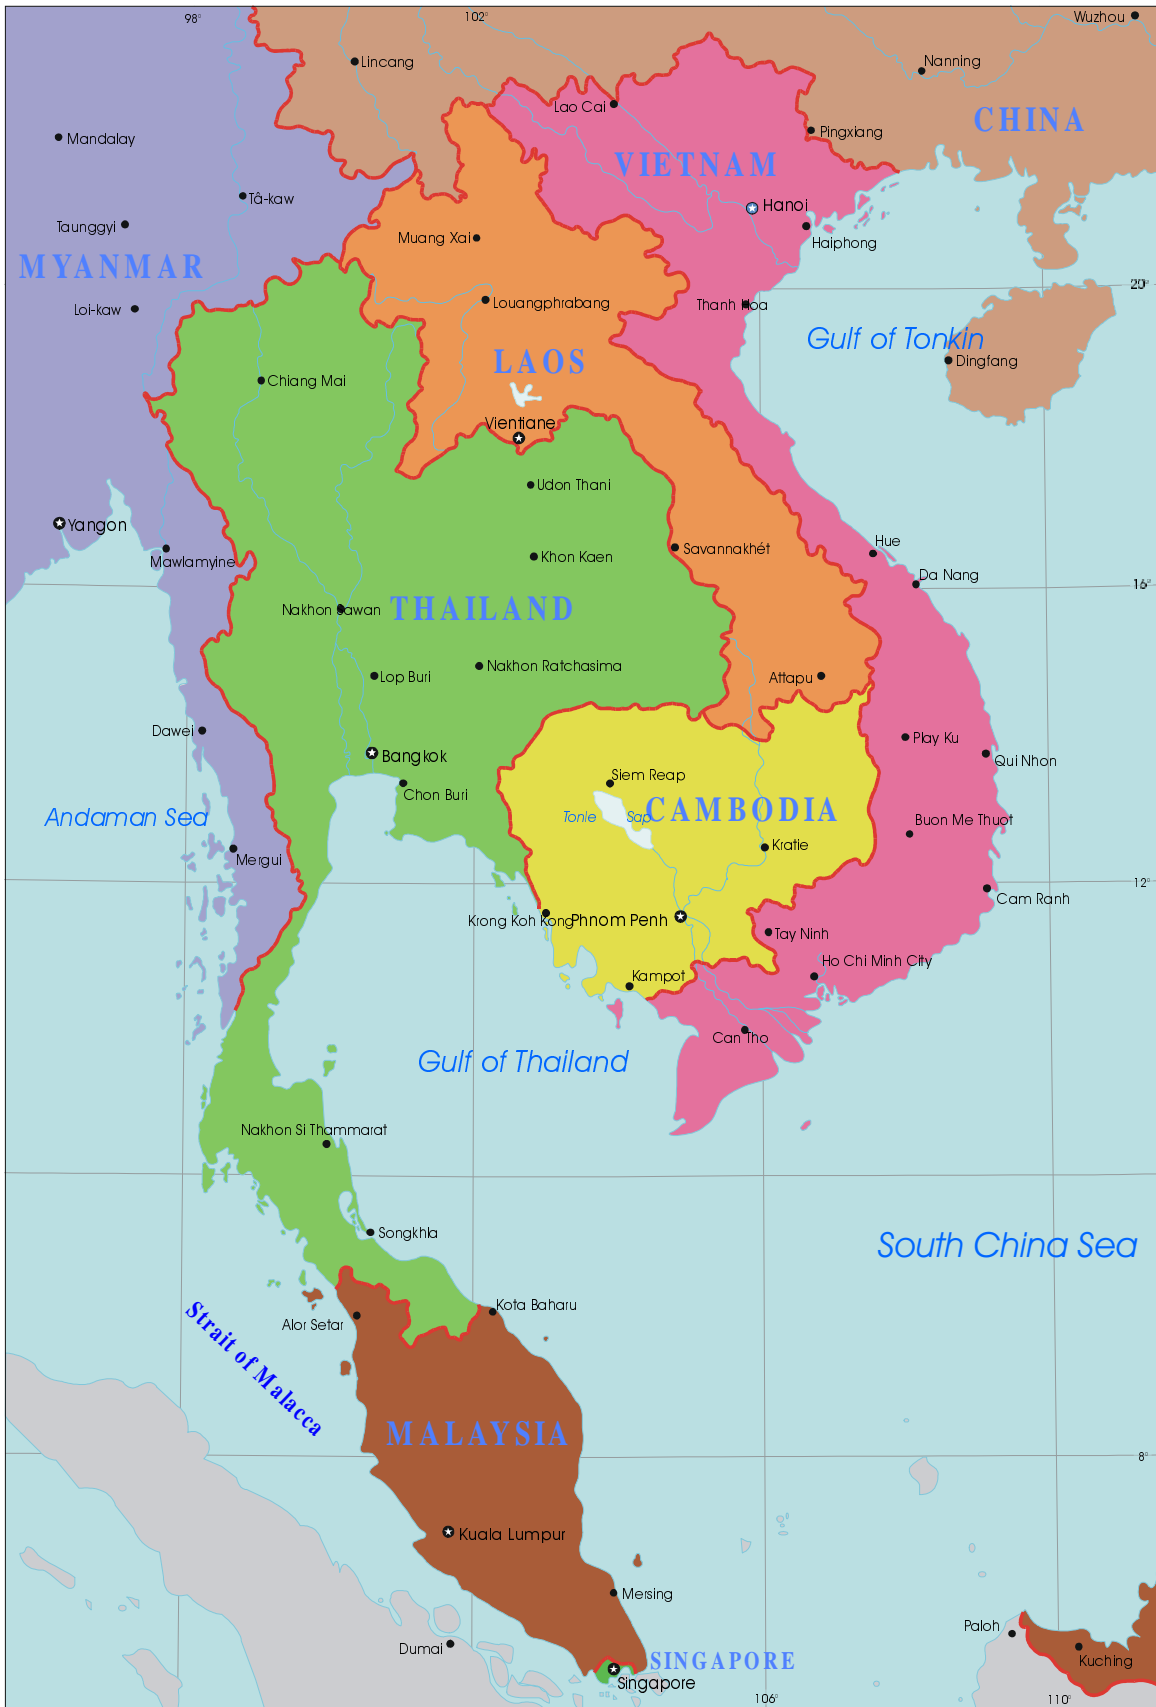 98°
102°
Wuzhou
Lincang
Nanning
Lao Cai
CHINA
Pingxiang
Mandalay
VIETNAM
Tâ-kaw
Hanoi
Taunggyi
Muang Xai
Haiphong
MYANMAR
20°
Loi-kaw
Louangphrabang
Thanh Hoa
Gulf of Tonkin
LAOS
Dingfang
Chiang Mai
Vientiane
Udon Thani
Yangon
Hue
Savannakhét
Khon Kaen
Mawlamyine
Da Nang
16°
Nakhon Sawan
THAILAND
Nakhon Ratchasima
Lop Buri
Attapu
Dawei
Play Ku
Bangkok
Qui Nhon
Siem Reap
Chon Buri
CAMBODIA
Andaman Sea
Tonle Sap
Buon Me Thuot
Kratie
Mergui
12°
Cam Ranh
Krong Koh Kong
Phnom Penh
Tay Ninh
Ho Chi Minh City
Kampot
Can Tho
Gulf of Thailand
Nakhon Si Thammarat
Songkhla
South China Sea
Kota Baharu
Alor Setar
Strait of Malacca
MALAYSIA
8°
Kuala Lumpur
Mersing
Paloh
Dumai
SINGAPORE
Kuching
Singapore
106°
110°